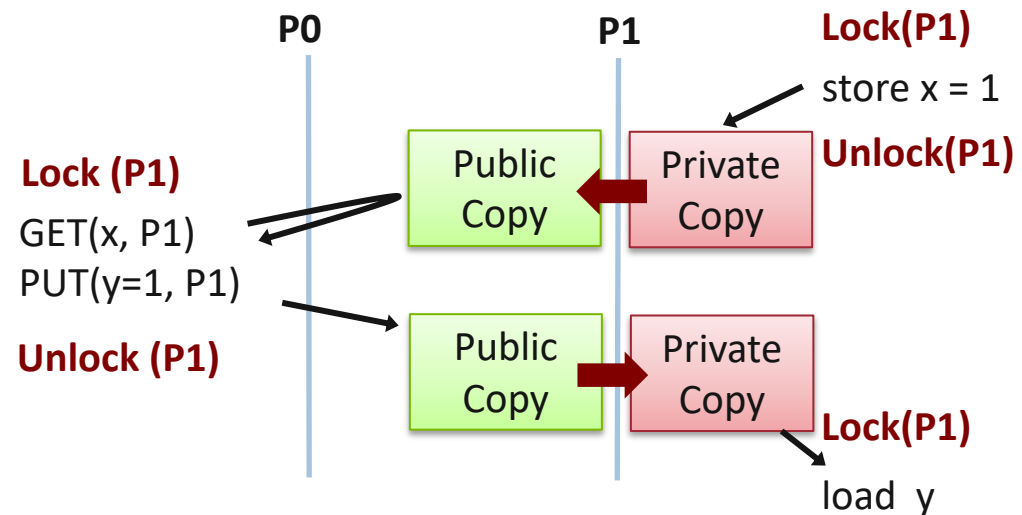 P0
P1
Lock(P1)
store x = 1
Unlock(P1)
Public
Copy
Private
Copy
Lock (P1)
GET(x, P1)
PUT(y=1, P1)
Unlock (P1)
Public
Copy
Private
Copy
Lock(P1)
load y